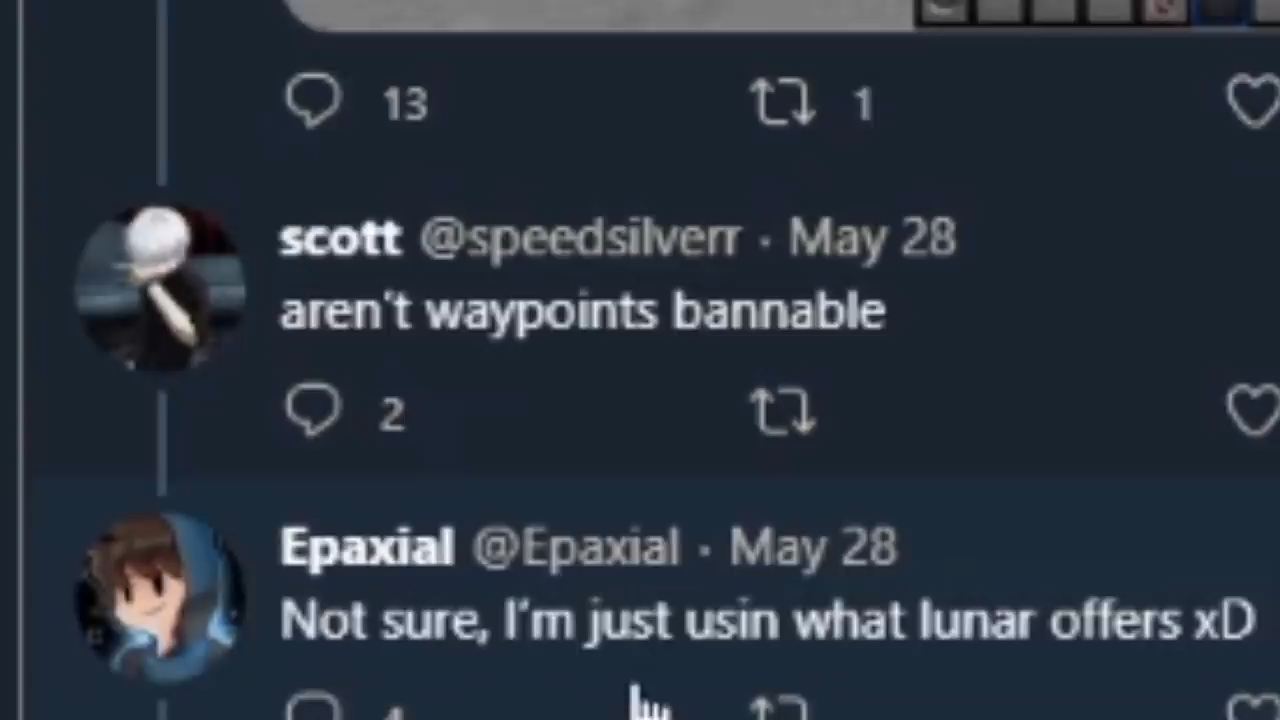 13 1
scott @speedsilverr · May 28
aren't waypoints bannable
2
Epaxial @Epaxial · May 28
Not sure, I'm just usin what lunar offers xD